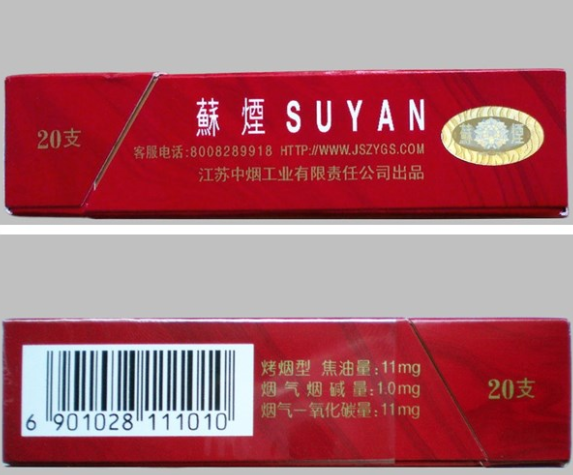 20支
蘇煙 SUYAN
蘇煙
客服电话:8008289918 HTTP://WWW.JSZYGS.COM
江苏中烟工业有限责任公司出品
烤烟型 焦油量:11mg
烟气烟碱量:1.0mg
烟气一氧化碳量:11mg
20支
6 901028 111010